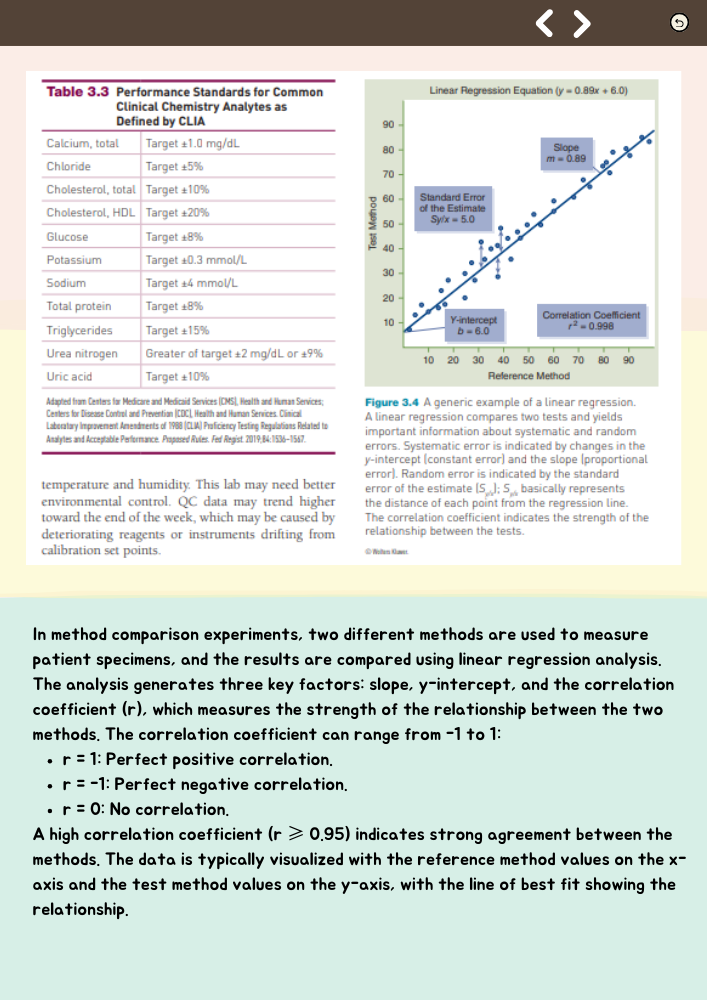 Table 3.3 Performance Standards for Common
Clinical Chemistry Analytes as
Defined by CLIA
Calcium, total Target ±1.0 mg/dL
Chloride Target ±5%
Cholesterol, total Target ±10%
Cholesterol, HDL Target ±20%
Glucose Target ±8%
Potassium Target ±0.3 mmol/L
Sodium Target ±4 mmol/L
Total protein Target ±8%
Triglycerides Target ±15%
Urea nitrogen Greater of target ±2 mg/dL or ±9%
Uric acid Target ±10%
Adapted from Centers for Medicare and Medicaid Services (CMS), Health and Human Services;
Centers for Disease Control and Prevention (CDC), Health and Human Services. Clinical
Laboratory Improvement Amendments of 1988 (CLIA) Proficiency Testing Regulations Related to
Analytes and Acceptable Performance. Proposed Rules. Fed Regist. 2019;84:1536–1567.
temperature and humidity. This lab may need better
environmental control. QC data may trend higher
toward the end of the week, which may be caused by
deteriorating reagents or instruments drifting from
calibration set points.
Linear Regression Equation (y = 0.89x + 6.0)
90
80
70
60
50
40
30
20
10
Test Method
Slope
m = 0.89
Standard Error
of the Estimate
Sy/x = 5.0
Y-intercept
b = 6.0
Correlation Coefficient
r² = 0.998
10 20 30 40 50 60 70 80 90
Reference Method
Figure 3.4 A generic example of a linear regression.
A linear regression compares two tests and yields
important information about systematic and random
errors. Systematic error is indicated by changes in the
y-intercept (constant error) and the slope (proportional
error). Random error is indicated by the standard
error of the estimate (Sy/x); Sy/x basically represents
the distance of each point from the regression line.
The correlation coefficient indicates the strength of the
relationship between the tests.
© Wolters Kluwer.
In method comparison experiments, two different methods are used to measure
patient specimens, and the results are compared using linear regression analysis.
The analysis generates three key factors: slope, y-intercept, and the correlation
coefficient (r), which measures the strength of the relationship between the two
methods. The correlation coefficient can range from -1 to 1:
• r = 1: Perfect positive correlation.
• r = -1: Perfect negative correlation.
• r = 0: No correlation.
A high correlation coefficient (r ≥ 0.95) indicates strong agreement between the
methods. The data is typically visualized with the reference method values on the x-
axis and the test method values on the y-axis, with the line of best fit showing the
relationship.